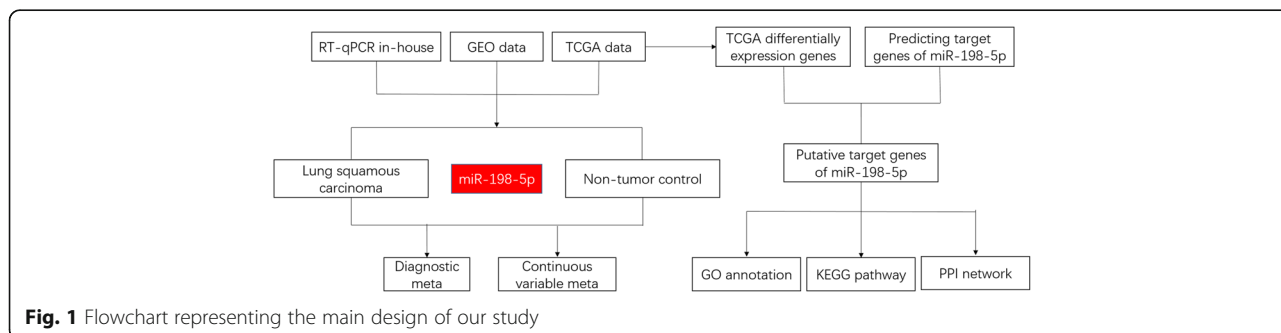 RT-qPCR in-house
GEO data
TCGA data
TCGA differentially
expression genes
Predicting target
genes of miR-198-5p
Lung squamous
carcinoma
miR-198-5p
Non-tumor control
Putative target genes
of miR-198-5p
Diagnostic
meta
Continuous
variable meta
GO annotation
KEGG pathway
PPI network
Fig. 1 Flowchart representing the main design of our study